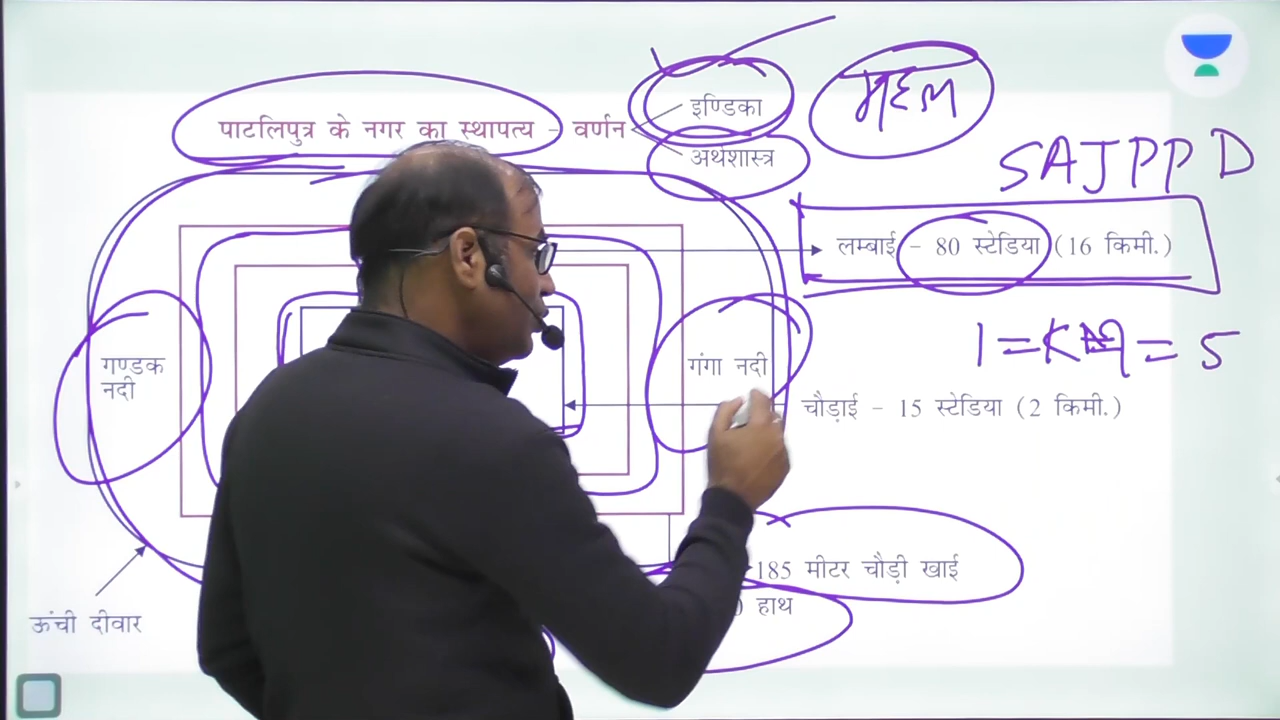 पाटलिपुत्र के नगर का स्थापत्य - वर्णन
इण्डिका
अर्थशास्त्र
महल
SAJPPD
लम्बाई - 80 स्टेडिया (16 किमी.)
गण्डक
नदी
गंगा नदी
1 = = 5
चौड़ाई - 15 स्टेडिया (2 किमी.)
185 मीटर चौड़ी खाई
हाथ
ऊंची दीवार